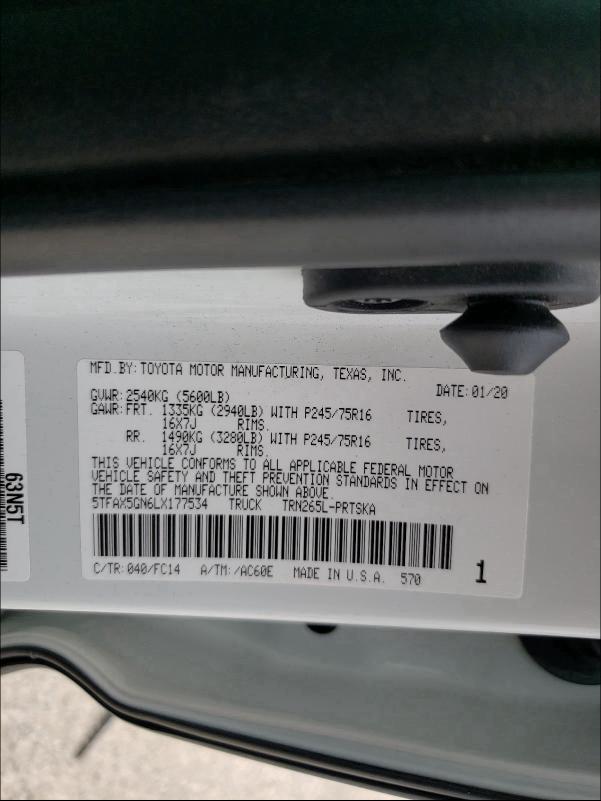 MFD.BY:TOYOTA MOTOR MANUFACTURING, TEXAS, INC.
DATE:01/20
GVWR:2540KG (5600LB)
GAWR:FRT. 1335KG (2940LB) WITH P245/75R16 TIRES,
16X7J RIMS.
RR. 1490KG (3280LB) WITH P245/75R16 TIRES,
16X7J RIMS.
THIS VEHICLE CONFORMS TO ALL APPLICABLE FEDERAL MOTOR
VEHICLE SAFETY AND THEFT PREVENTION STANDARDS IN EFFECT ON
THE DATE OF MANUFACTURE SHOWN ABOVE.
5TFAX5GN6LX177534 TRUCK TRN265L-PRTSKA
C/TR:040/FC14 A/TM:/AC60E MADE IN U.S.A. 570 1
63N5T